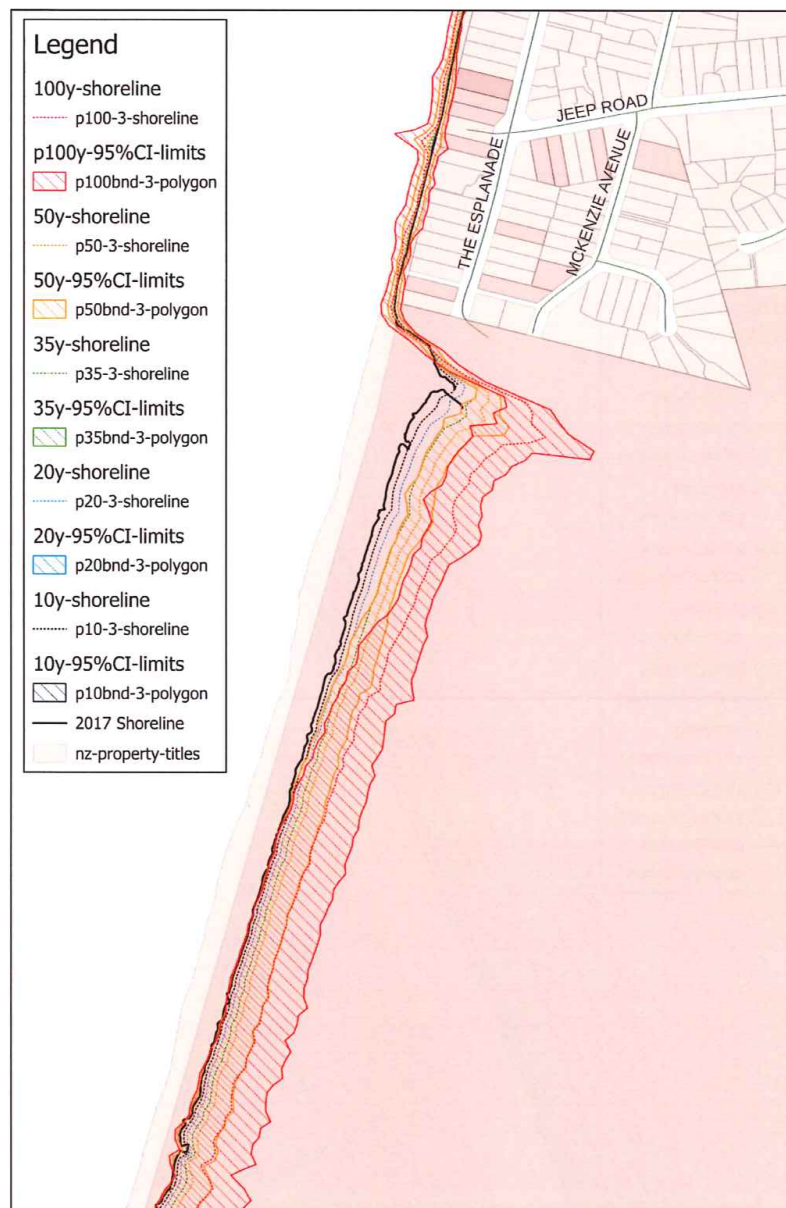 Legend
100y-shoreline
p100-3-shoreline
p100y-95%CI-limits
p100bnd-3-polygon
50y-shoreline
p50-3-shoreline
50y-95%CI-limits
p50bnd-3-polygon
35y-shoreline
p35-3-shoreline
35y-95%CI-limits
p35bnd-3-polygon
20y-shoreline
p20-3-shoreline
20y-95%CI-limits
p20bnd-3-polygon
10y-shoreline
p10-3-shoreline
10y-95%CI-limits
p10bnd-3-polygon
2017 Shoreline
nz-property-titles
JEEP ROAD
THE ESPLANADE
MCKENZIE AVENUE